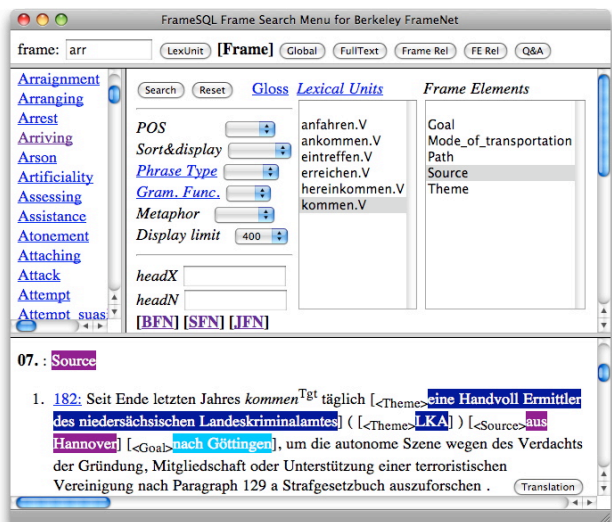 FrameSQL Frame Search Menu for Berkeley FrameNet
frame: arr LexUnit [Frame] Global FullText Frame Rel FE Rel Q&A
Arraignment
Arranging
Arrest
Arriving
Arson
Artificiality
Assessing
Assistance
Atonement
Attaching
Attack
Attempt
Attempt suas
Search Reset Gloss Lexical Units Frame Elements
POS
Sort&display
Phrase Type
Gram. Func.
Metaphor
Display limit 400
headX
headN
[BFN] [SFN] [JFN]
anfahren.V
ankommen.V
eintreffen.V
erreichen.V
hereinkommen.V
kommen.V
Goal
Mode_of_transportation
Path
Source
Theme
07. : Source
1. 182: Seit Ende letzten Jahres kommenTgt täglich [<Theme>eine Handvoll Ermittler
des niedersächsischen Landeskriminalamtes] ( [<Theme>LKA] ) [<Source>aus
Hannover] [<Goal>nach Göttingen], um die autonome Szene wegen des Verdachts
der Gründung, Mitgliedschaft oder Unterstützung einer terroristischen
Vereinigung nach Paragraph 129 a Strafgesetzbuch auszuforschen . Translation